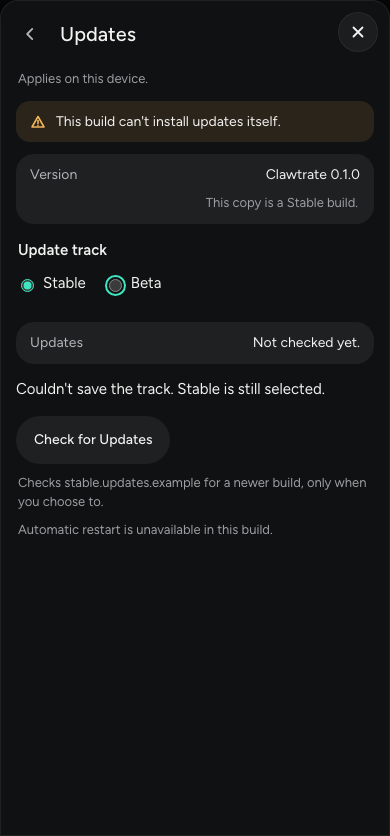 Updates
Applies on this device.
This build can't install updates itself.
Version
Clawtrate 0.1.0
This copy is a Stable build.
Update track
Stable
Beta
Updates
Not checked yet.
Couldn't save the track. Stable is still selected.
Check for Updates
Checks stable.updates.example for a newer build, only when
you choose to.
Automatic restart is unavailable in this build.